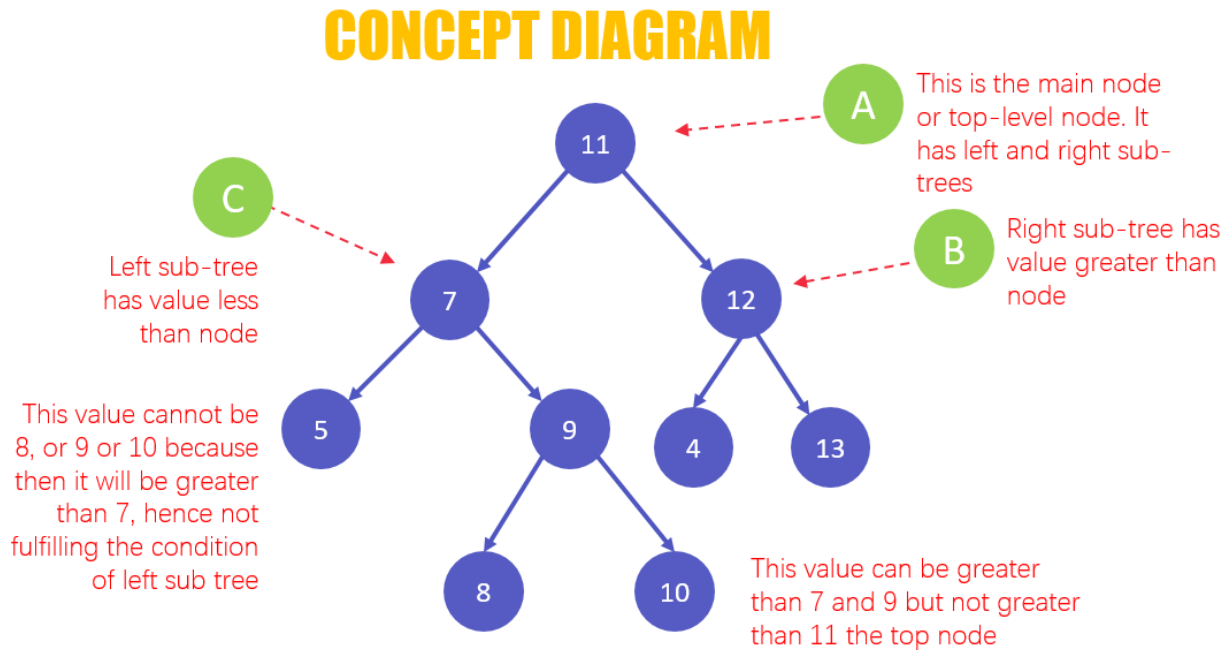 CONCEPT DIAGRAM
A
This is the main node
or top-level node. It
has left and right sub-
trees
11
C
B
Right sub-tree has
value greater than
node
Left sub-tree
has value less
than node
7
12
This value cannot be
8, or 9 or 10 because
then it will be greater
than 7, hence not
fulfilling the condition
of left sub tree
5
9
4
13
8
10
This value can be greater
than 7 and 9 but not greater
than 11 the top node